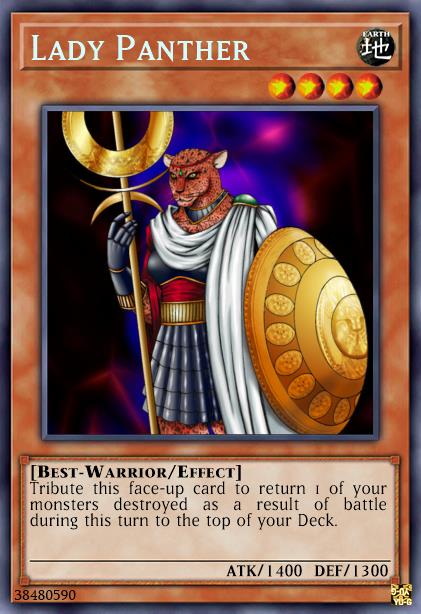 LADY PANTHER
EARTH
地
[BEST-WARRIOR/EFFECT]
Tribute this face-up card to return 1 of your
monsters destroyed as a result of battle
during this turn to the top of your Deck.
ATK/1400 DEF/1300
38480590